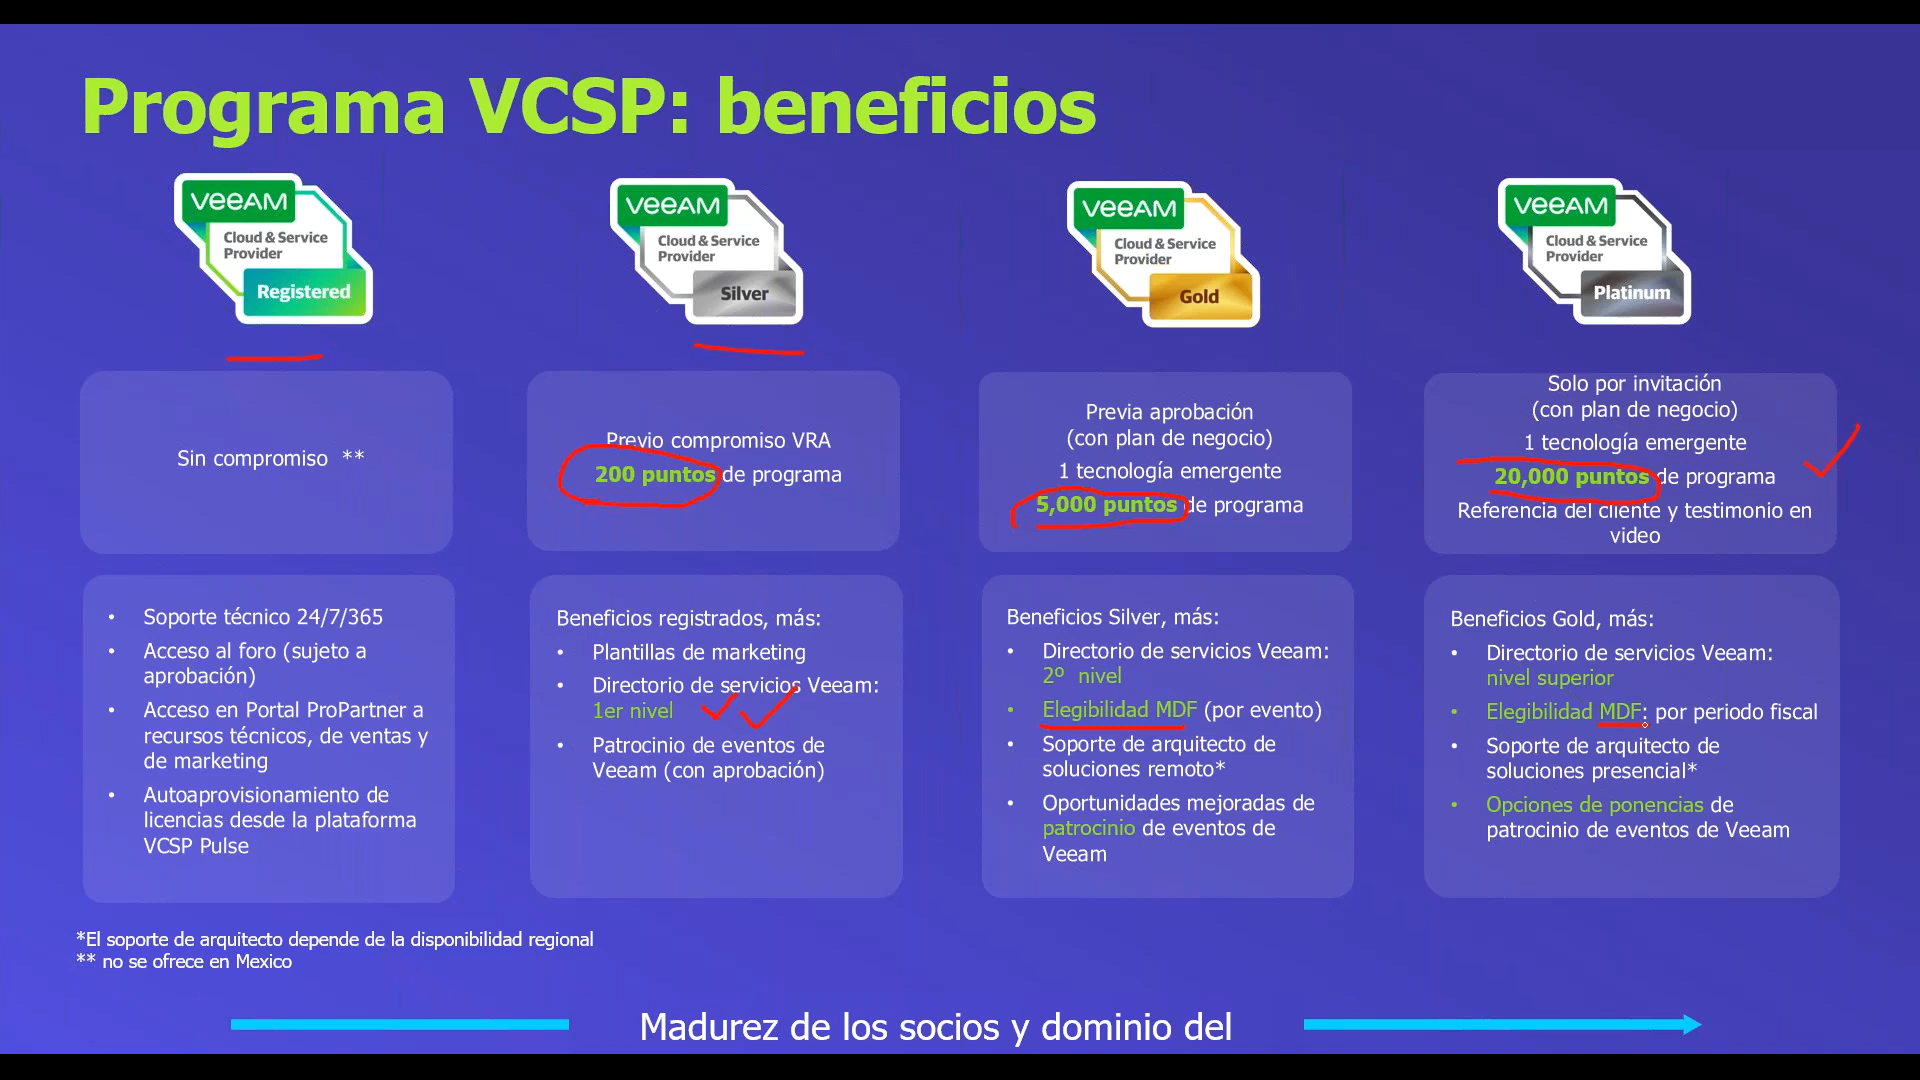 Programa VCSP: beneficios
veeam
Cloud & Service
Provider
Registered
veeam
Cloud & Service
Provider
Silver
veeam
Cloud & Service
Provider
Gold
veeam
Cloud & Service
Provider
Platinum
Sin compromiso **
Previo compromiso VRA
200 puntos de programa
Previa aprobación
(con plan de negocio)
1 tecnología emergente
5,000 puntos de programa
Solo por invitación
(con plan de negocio)
1 tecnología emergente
20,000 puntos de programa
Referencia del cliente y testimonio en
video
• Soporte técnico 24/7/365
• Acceso al foro (sujeto a
aprobación)
• Acceso en Portal ProPartner a
recursos técnicos, de ventas y
de marketing
• Autoaprovisionamiento de
licencias desde la plataforma
VCSP Pulse
Beneficios registrados, más:
• Plantillas de marketing
• Directorio de servicios Veeam:
1er nivel
• Patrocinio de eventos de
Veeam (con aprobación)
Beneficios Silver, más:
• Directorio de servicios Veeam:
2º nivel
• Elegibilidad MDF (por evento)
• Soporte de arquitecto de
soluciones remoto*
• Oportunidades mejoradas de
patrocinio de eventos de
Veeam
Beneficios Gold, más:
• Directorio de servicios Veeam:
nivel superior
• Elegibilidad MDF: por periodo fiscal
• Soporte de arquitecto de
soluciones presencial*
• Opciones de ponencias de
patrocinio de eventos de Veeam
*El soporte de arquitecto depende de la disponibilidad regional
** no se ofrece en Mexico
Madurez de los socios y dominio del